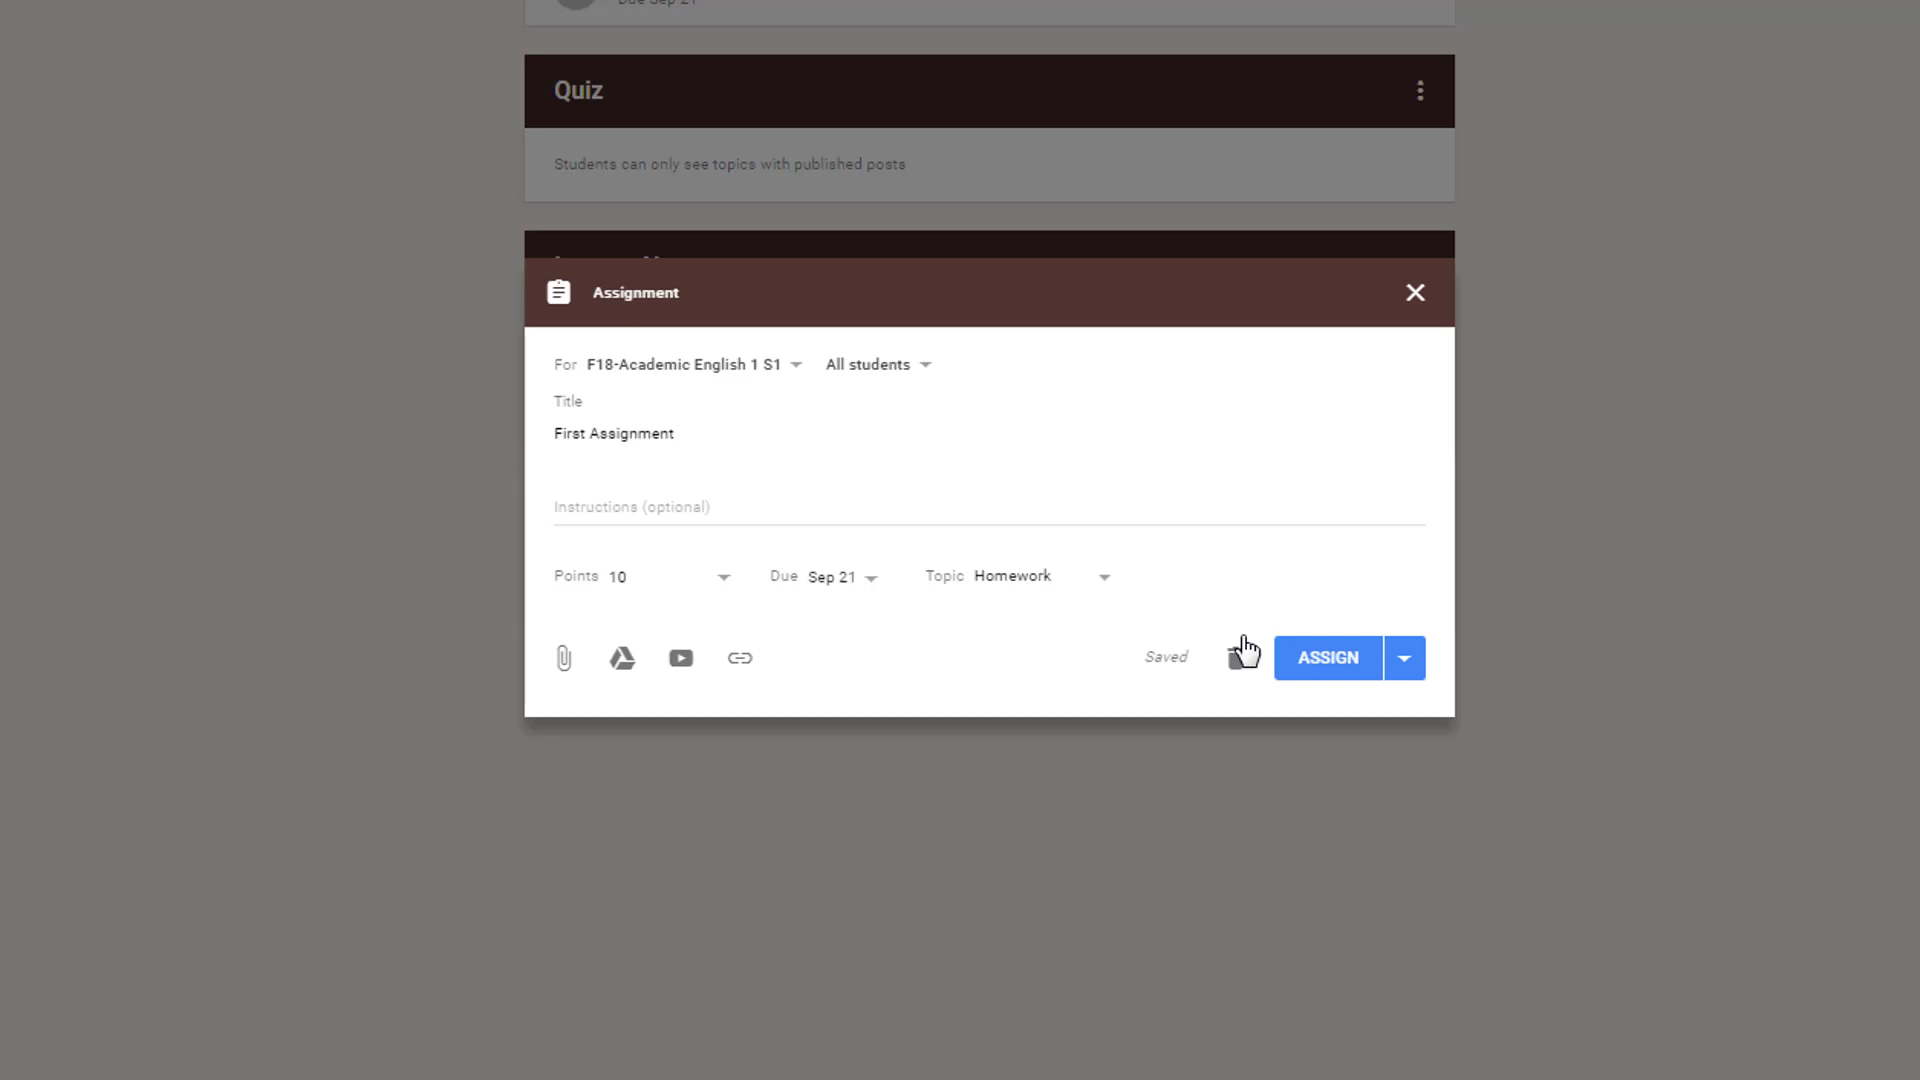 Due Sep 21
Quiz
Students can only see topics with published posts
Assignment
For F18-Academic English 1 S1 All students
Title
First Assignment
Instructions (optional)
Points 10 Due Sep 21 Topic Homework
Saved ASSIGN